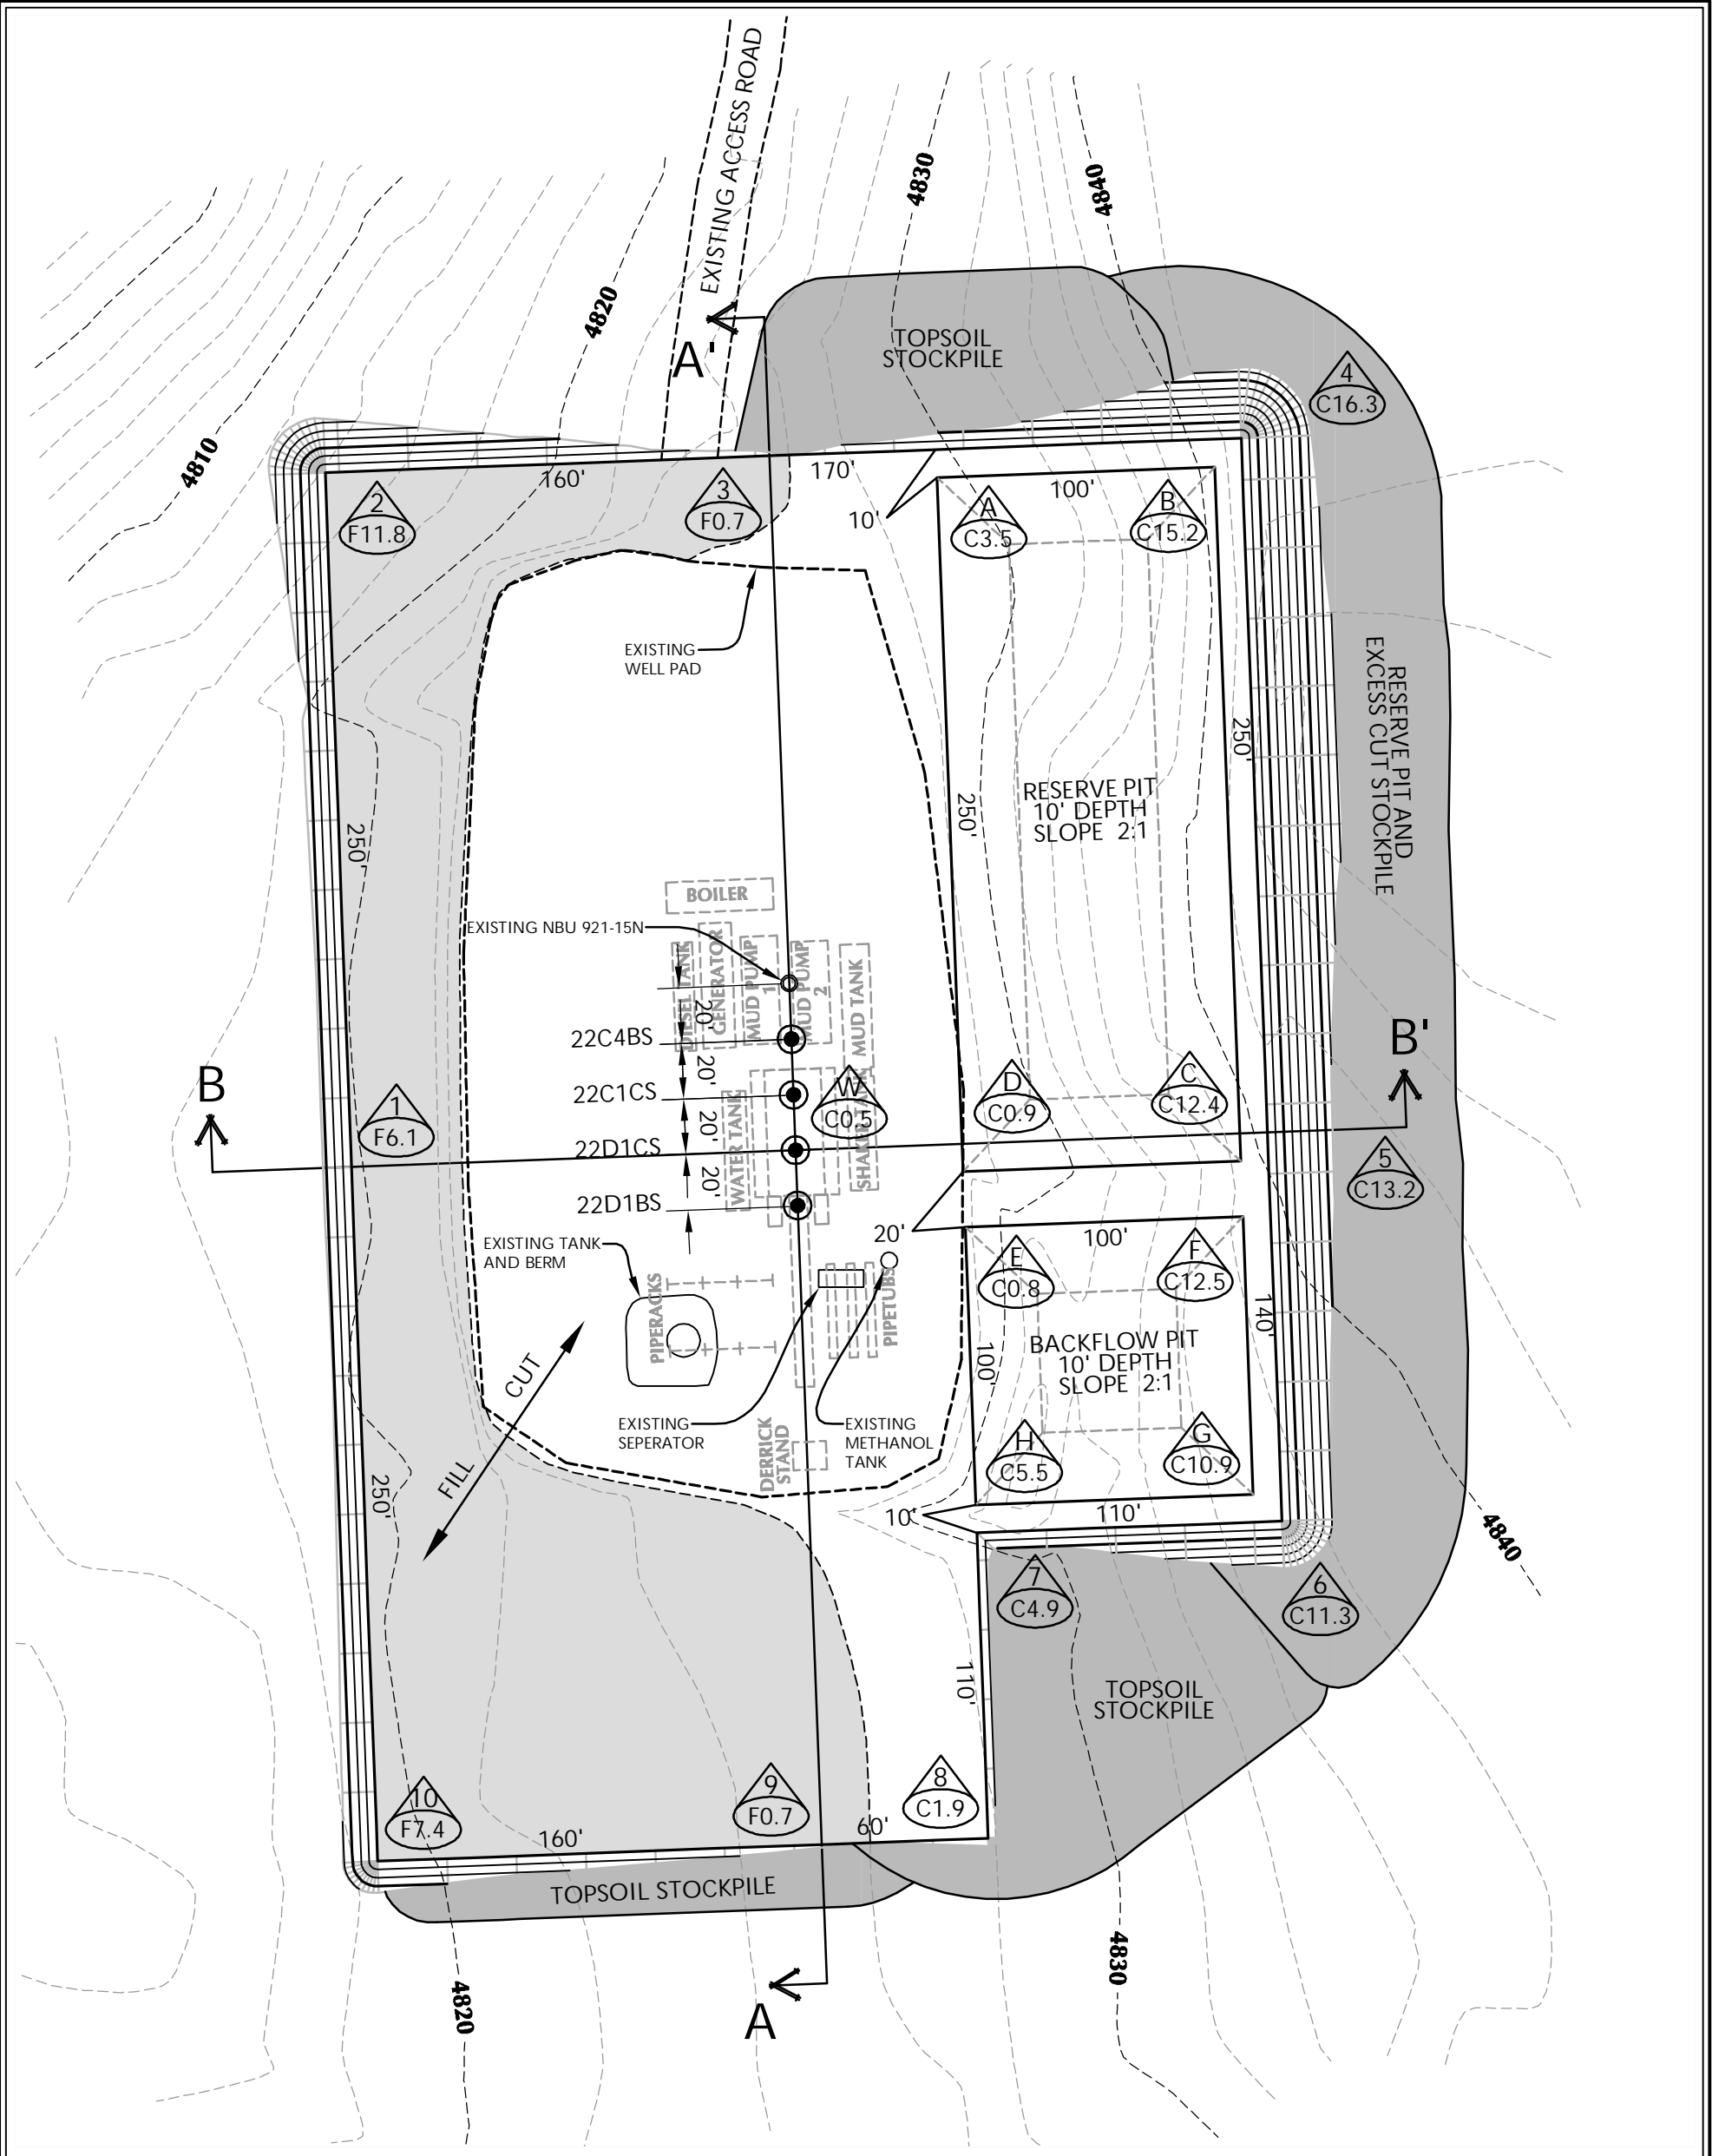 EXISTING ACCESS ROAD
4830
4840
4820
4810
A'
TOPSOIL
STOCKPILE
4
C16.3
160'
170'
2
F11.8
3
F0.7
10'
100'
A
C3.5
B
C15.2
EXISTING
WELL PAD
RESERVE PIT AND
EXCESS CUT STOCKPILE
250'
250'
250'
RESERVE PIT
10' DEPTH
SLOPE 2:1
BOILER
EXISTING NBU 921-15N
DIESEL TANK
GENERATOR
MUD PUMP
1
MUD PUMP
2
MUD TANK
20'
22C4BS
20'
22C1CS
20'
22D1CS
20'
22D1BS
WATER TANK
SHAKER TANK
W
C0.5
D
C0.9
C
C12.4
B
B'
1
F6.1
5
C13.2
EXISTING TANK
AND BERM
20'
100'
E
C0.8
F
C12.5
PIPERACKS
PIPETUBS
140'
100'
BACKFLOW PIT
10' DEPTH
SLOPE 2:1
CUT
FILL
EXISTING
SEPERATOR
EXISTING
METHANOL
TANK
DERRICK
STAND
H
C5.5
G
C10.9
250'
10'
110'
4840
7
C4.9
6
C11.3
110'
TOPSOIL
STOCKPILE
10
F7.4
9
F0.7
8
C1.9
160'
60'
TOPSOIL STOCKPILE
4820
4830
A